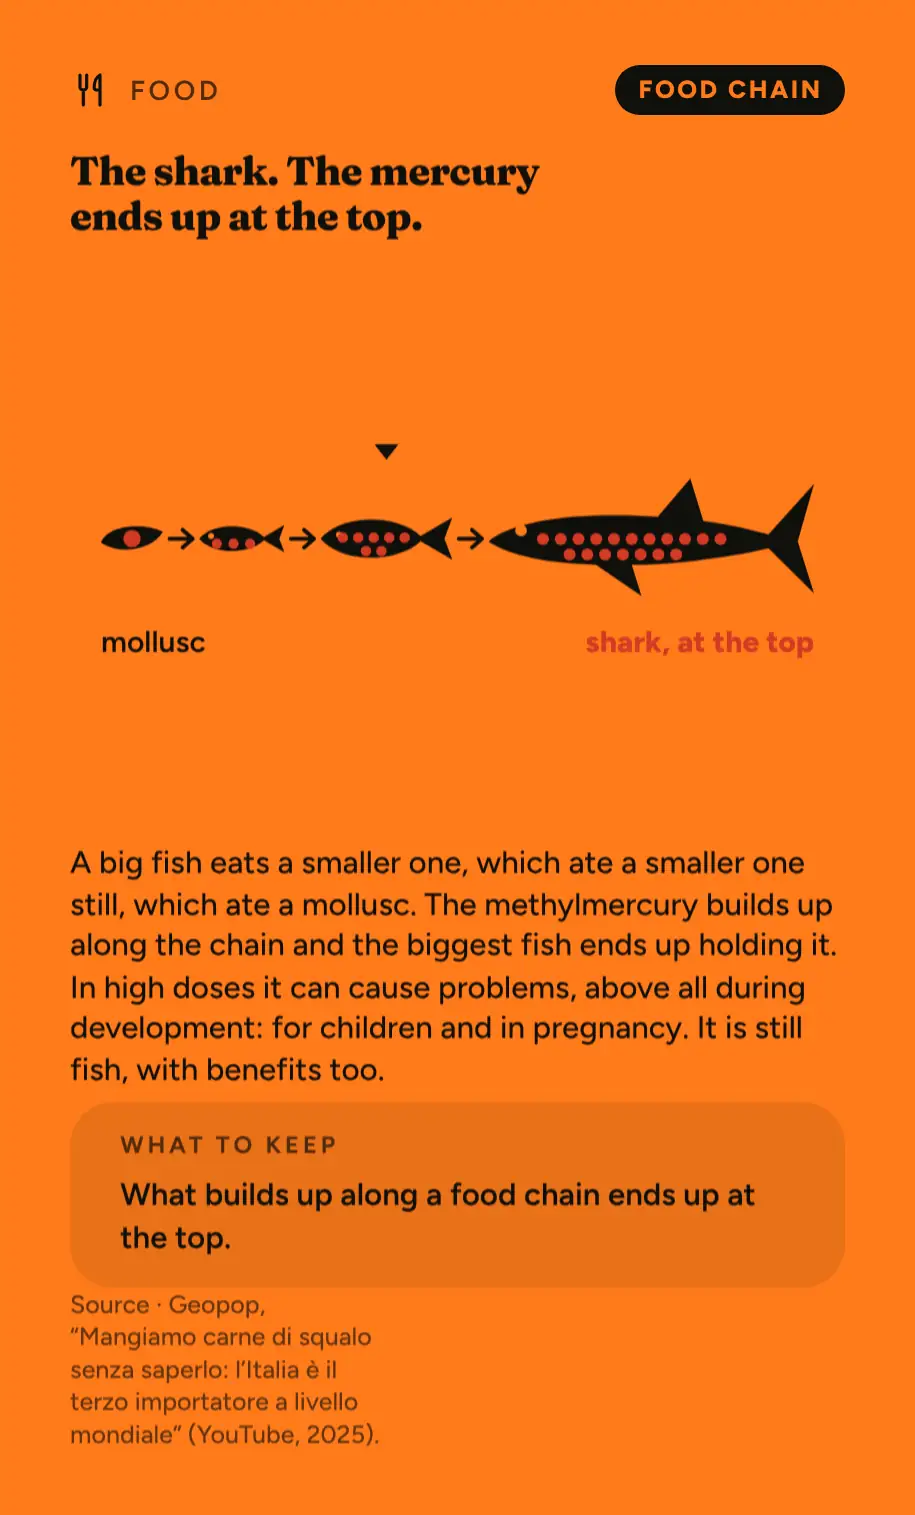 FOOD
FOOD CHAIN
The shark. The mercury
ends up at the top.
mollusc
shark, at the top
A big fish eats a smaller one, which ate a smaller one
still, which ate a mollusc. The methylmercury builds up
along the chain and the biggest fish ends up holding it.
In high doses it can cause problems, above all during
development: for children and in pregnancy. It is still
fish, with benefits too.
WHAT TO KEEP
What builds up along a food chain ends up at
the top.
Source · Geopop,
“Mangiamo carne di squalo
senza saperlo: l’Italia è il
terzo importatore a livello
mondiale” (YouTube, 2025).